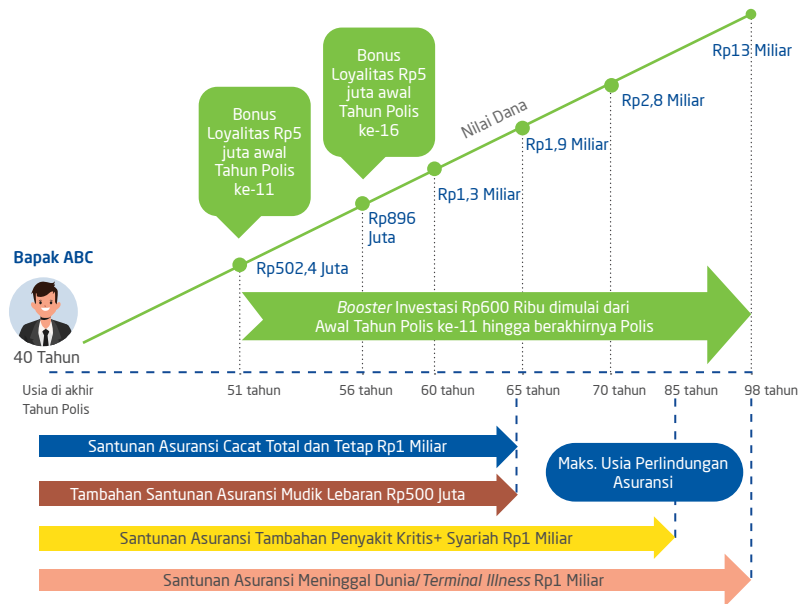 Bonus
Loyalitas Rp5
juta awal
Tahun Polis
ke-11
Bonus
Loyalitas Rp5
juta awal
Tahun Polis
ke-16
Nilai Dana
Rp13 Miliar
Rp2,8 Miliar
Rp1,9 Miliar
Rp1,3 Miliar
Rp896
Juta
Rp502,4 Juta
Bapak ABC
40 Tahun
Booster Investasi Rp600 Ribu dimulai dari
Awal Tahun Polis ke-11 hingga berakhirnya Polis
Usia di akhir
Tahun Polis
51 tahun
56 tahun
60 tahun
65 tahun
70 tahun
85 tahun
98 tahun
Santunan Asuransi Cacat Total dan Tetap Rp1 Miliar
Tambahan Santunan Asuransi Mudik Lebaran Rp500 Juta
Maks. Usia Perlindungan
Asuransi
Santunan Asuransi Tambahan Penyakit Kritis+ Syariah Rp1 Miliar
Santunan Asuransi Meninggal Dunia/Terminal Illness Rp1 Miliar